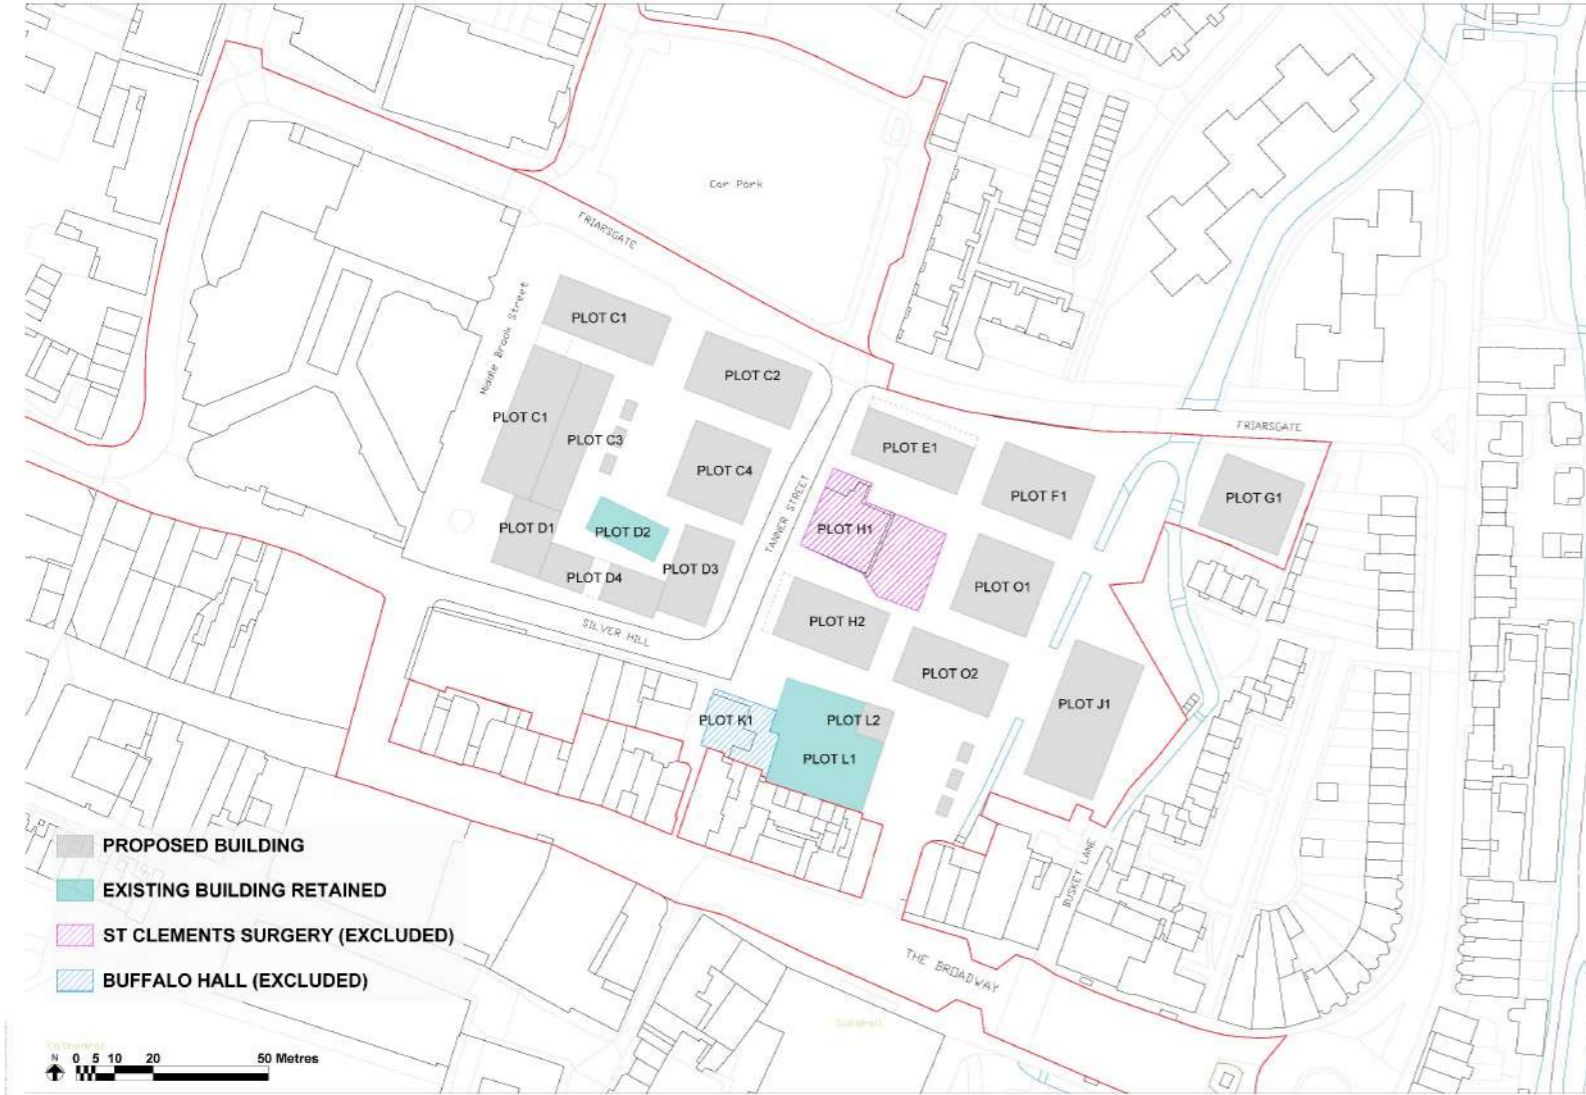 Car Park
FRIARSGATE
Middle Brook Street
PLOT C1
PLOT C2
PLOT C1
PLOT C3
PLOT C4
PLOT D1
PLOT D2
PLOT D3
PLOT D4
TANNER STREET
SILVER HILL
PLOT E1
PLOT F1
FRIARSGATE
PLOT G1
PLOT H1
PLOT O1
PLOT H2
PLOT O2
PLOT K1
PLOT L2
PLOT L1
PLOT J1
BUSKET LANE
THE BROADWAY
Guildhall
PROPOSED BUILDING
EXISTING BUILDING RETAINED
ST CLEMENTS SURGERY (EXCLUDED)
BUFFALO HALL (EXCLUDED)
N 0 5 10 20 50 Metres